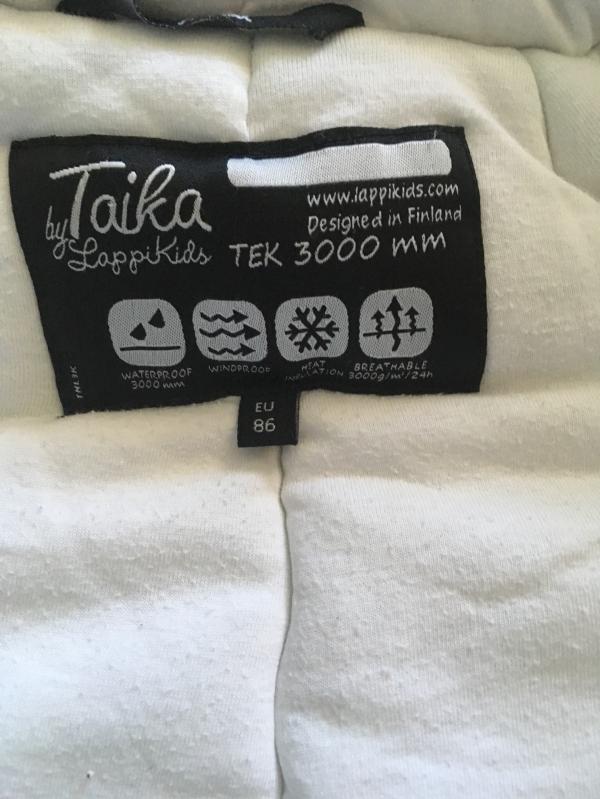 Taika
by LappiKids
www.lappikids.com
Designed in Finland
TEK 3000 mm
WATERPROOF
3000 mm
WINDPROOF
HEAT
INSULATION
BREATHABLE
3000g/m²/24h
EU
86